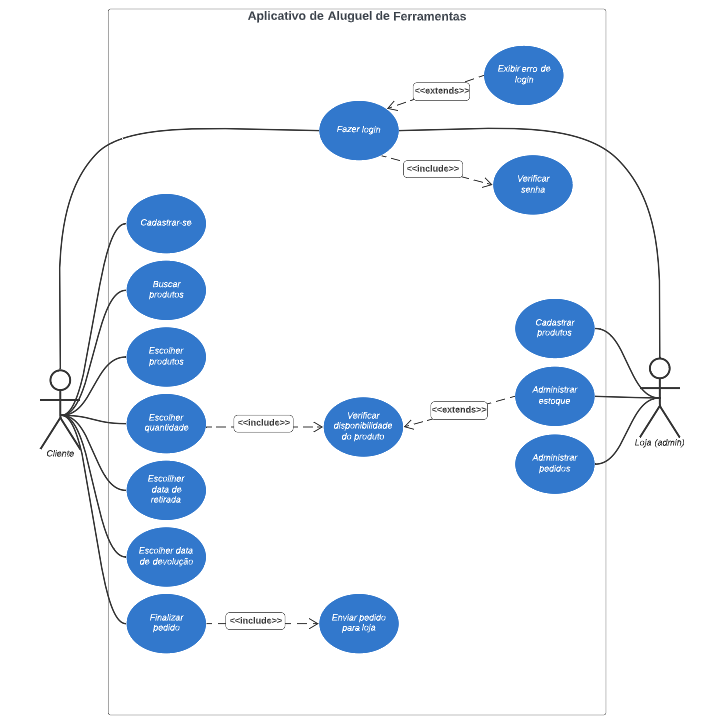 Aplicativo de Aluguel de Ferramentas
Exibir erro de
login
<<extends>>
Fazer login
<<include>>
Verificar
senha
Cadastrar-se
Buscar
produtos
Escolher
produtos
Cadastrar
produtos
Escolher
quantidade
<<include>>
Verificar
disponibilidade
do produto
<<extends>>
Administrar
estoque
Loja (admin)
Cliente
Administrar
pedidos
Escolher
data de
retirada
Escolher data
de devolução
Finalizar
pedido
<<include>>
Enviar pedido
para loja